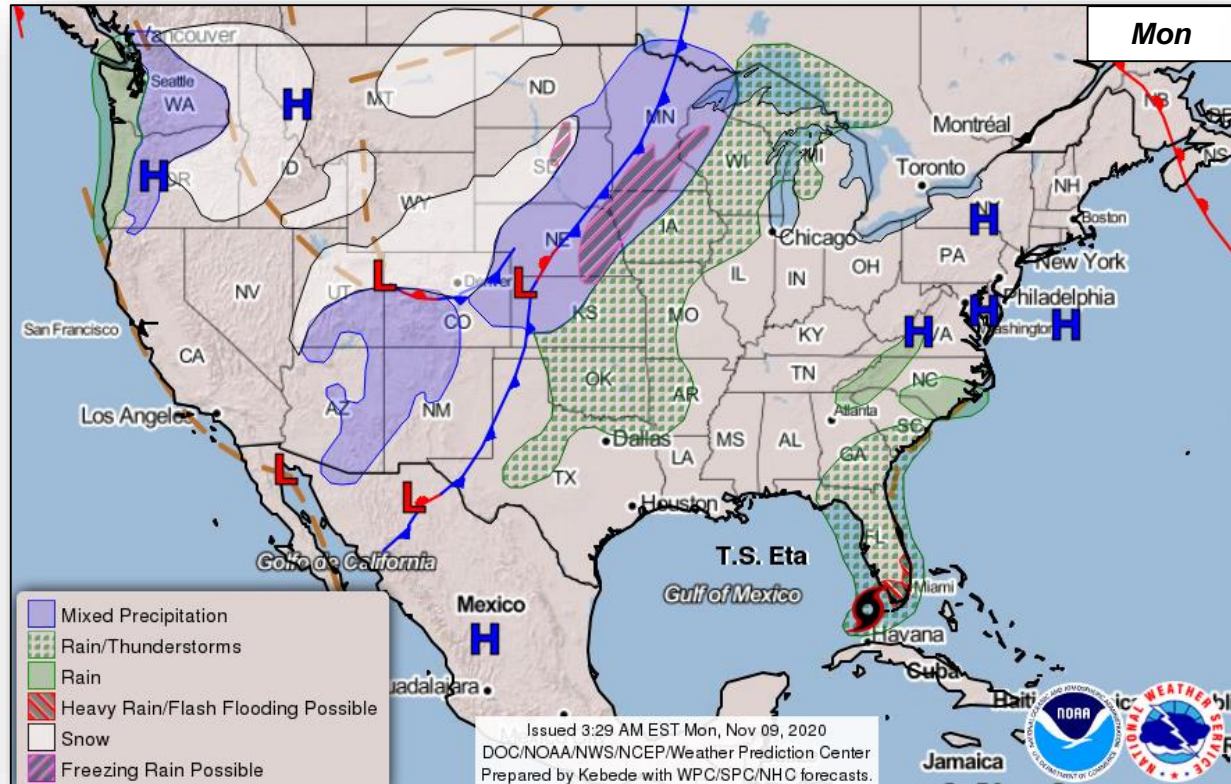 Mon
Vancouver
Seattle
WA
MT
ND
MN
Montréal
NB
NS
OR
ID
SD
WI
MI
Toronto
NH
NY
Boston
WY
NE
IA
Chicago
PA
New York
NV
UT
Denver
CO
IL
IN
OH
Philadelphia
San Francisco
KS
MO
KY
VA
Washington
CA
OK
TN
NC
Los Angeles
AZ
NM
AR
Atlanta
SC
Dallas
MS
AL
GA
TX
LA
Houston
FL
Golfo de California
T.S. Eta
Gulf of Mexico
Miami
Mexico
Havana
Cuba
uadalajara
Jamaica
H
H
H
H
H
H
H
L
L
L
L
Mixed Precipitation
Rain/Thunderstorms
Rain
Heavy Rain/Flash Flooding Possible
Snow
Freezing Rain Possible
Issued 3:29 AM EST Mon, Nov 09, 2020
DOC/NOAA/NWS/NCEP/Weather Prediction Center
Prepared by Kebede with WPC/SPC/NHC forecasts.
NOAA
NATIONAL WEATHER SERVICE